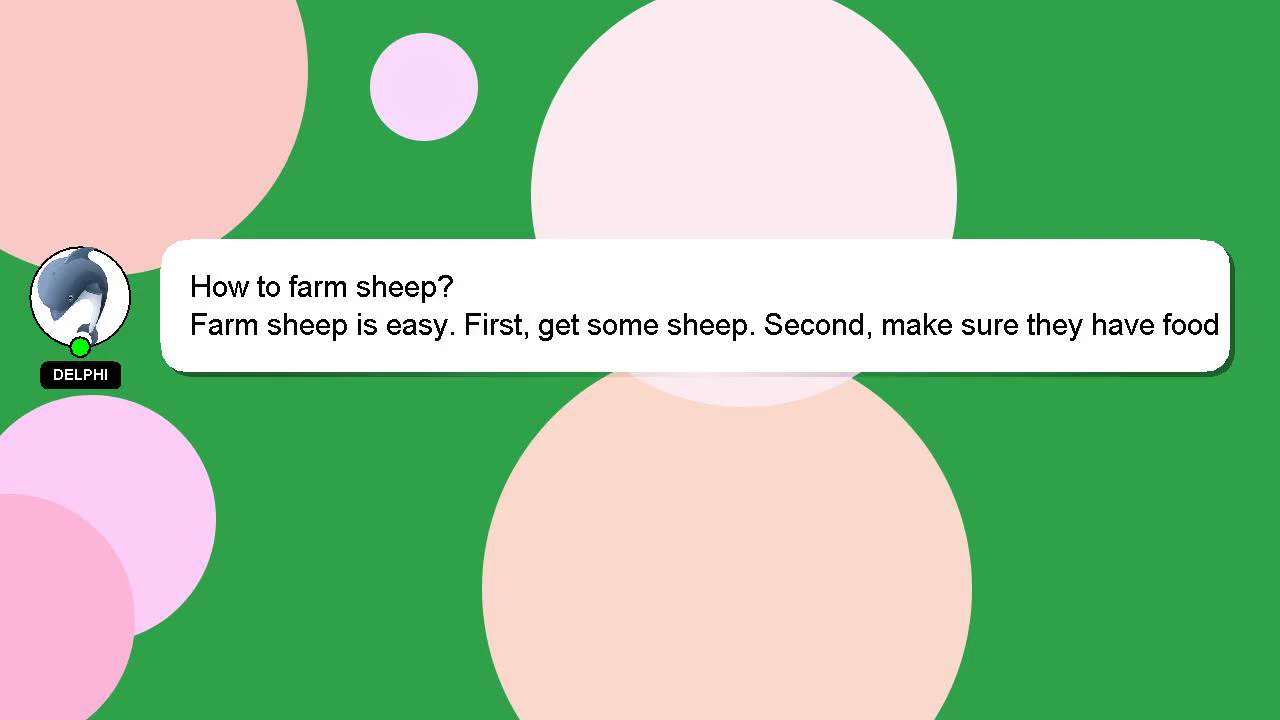 How to farm sheep?
Farm sheep is easy. First, get some sheep. Second, make sure they have food
DELPHI